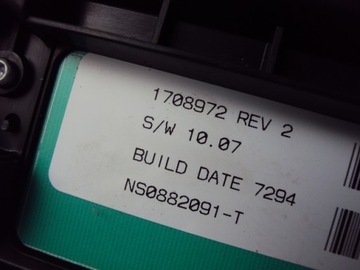 1708972 REV 2
S/W 10.07
BUILD DATE 7294
NS0882091-T